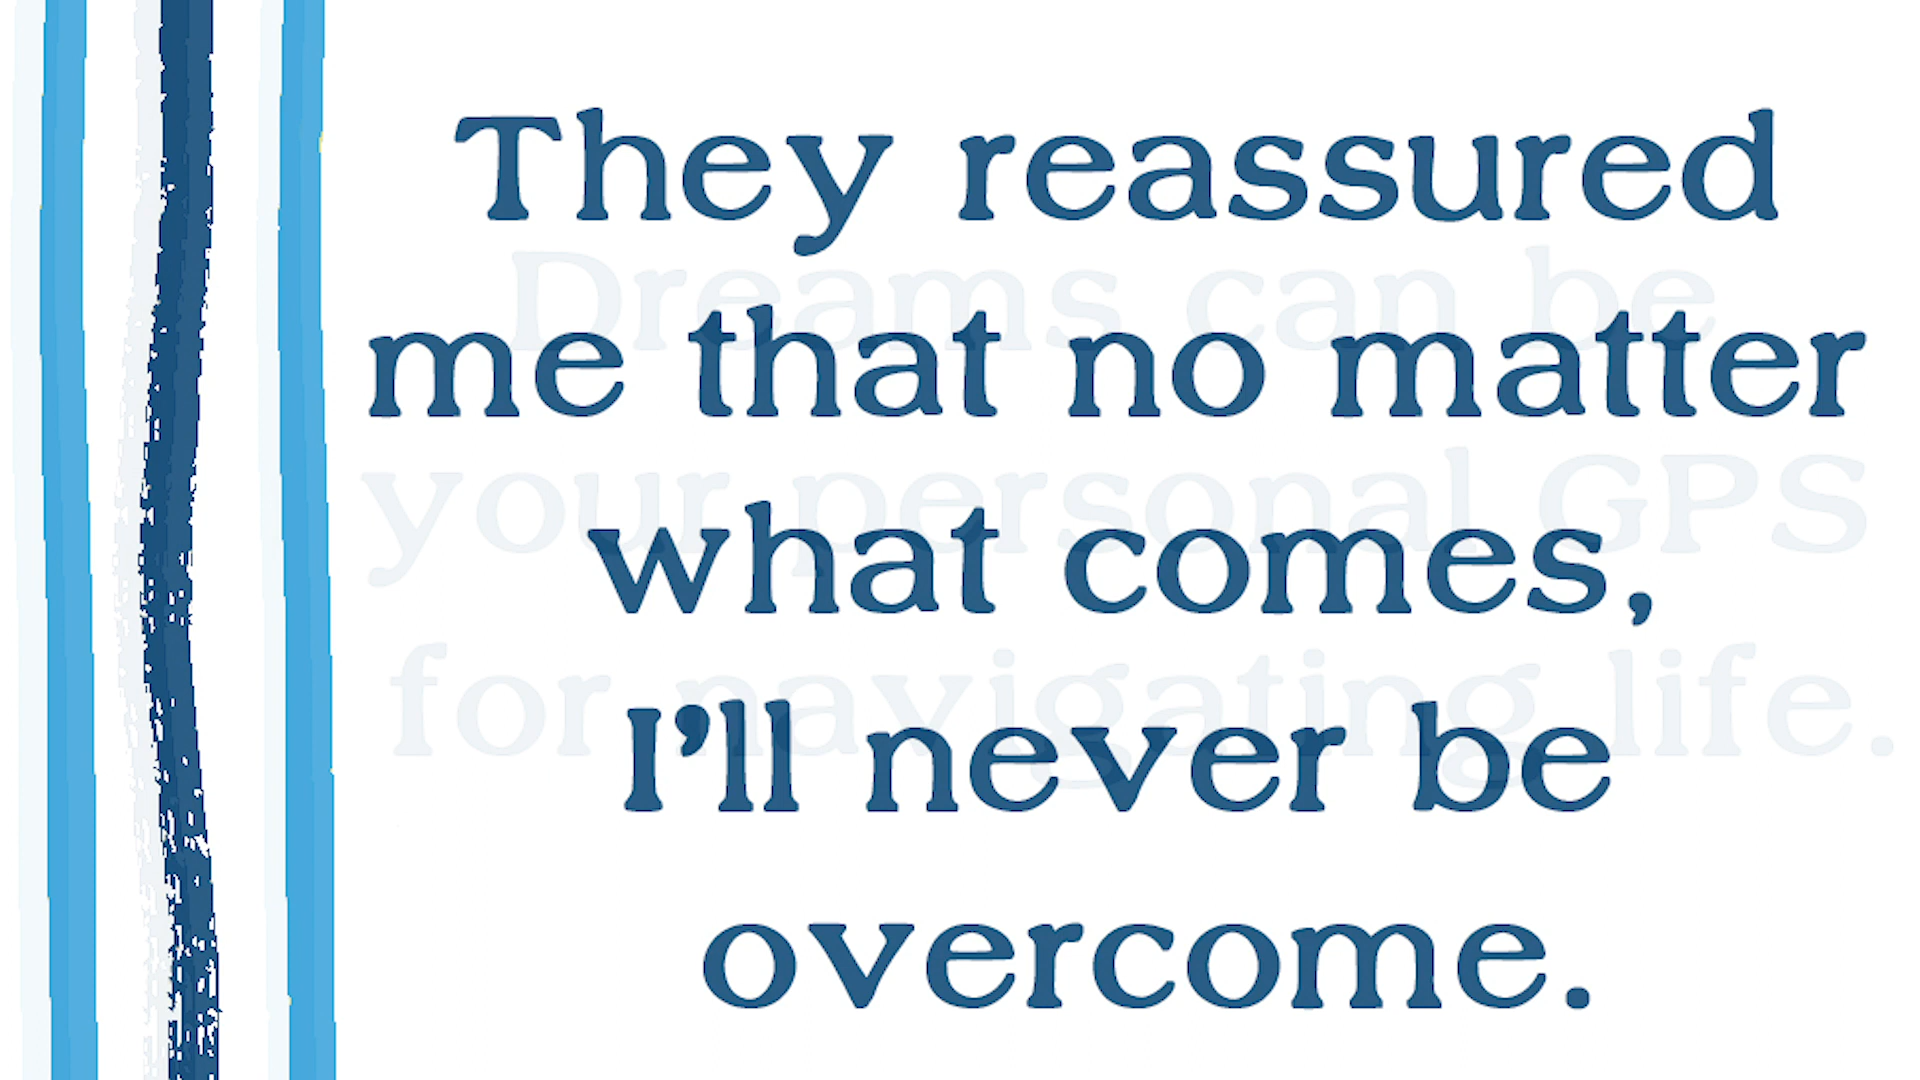 They reassured
me that no matter
what comes,
I'll never be
overcome.
Dreams can be
your personal GPS
for navigating life.